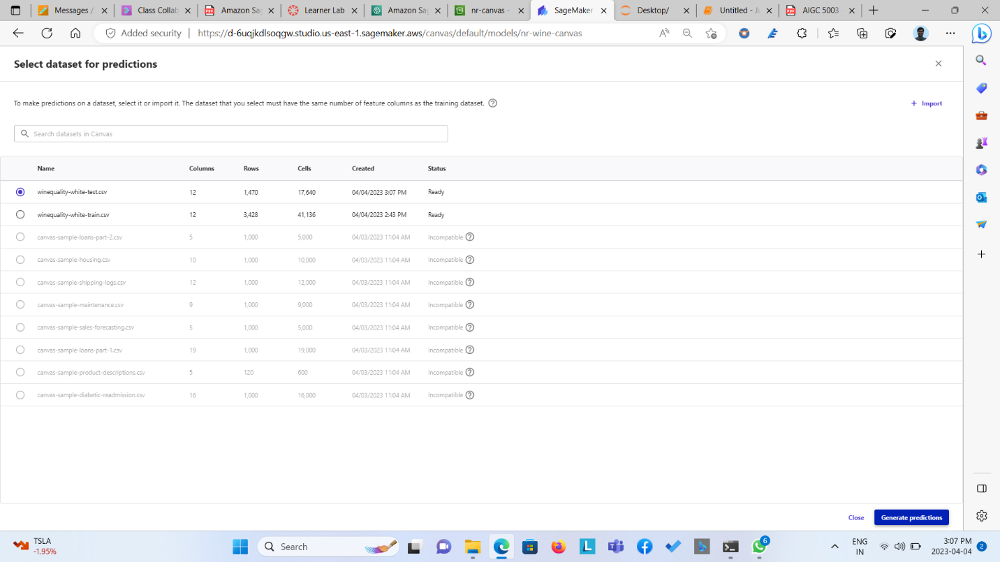 Messages /
Class Collab
Amazon Sag
Learner Lab
Amazon Sag
nr-canvas -
SageMaker
Desktop/
Untitled - Ju
AIGC 5003 -
Added security
https://d-6uqjkdlsoqgw.studio.us-east-1.sagemaker.aws/canvas/default/models/nr-wine-canvas
Select dataset for predictions
To make predictions on a dataset, select it or import it. The dataset that you select must have the same number of feature columns as the training dataset. ?
+ Import
Search datasets in Canvas
Name Columns Rows Cells Created Status
winequality-white-test.csv 12 1,470 17,640 04/04/2023 3:07 PM Ready
winequality-white-train.csv 12 3,428 41,136 04/04/2023 2:43 PM Ready
canvas-sample-loans-part-2.csv 5 1,000 5,000 04/03/2023 11:04 AM Incompatible ?
canvas-sample-housing.csv 10 1,000 10,000 04/03/2023 11:04 AM Incompatible ?
canvas-sample-shipping-logs.csv 12 1,000 12,000 04/03/2023 11:04 AM Incompatible ?
canvas-sample-maintenance.csv 9 1,000 9,000 04/03/2023 11:04 AM Incompatible ?
canvas-sample-sales-forecasting.csv 5 1,000 5,000 04/03/2023 11:04 AM Incompatible ?
canvas-sample-loans-part-1.csv 19 1,000 19,000 04/03/2023 11:04 AM Incompatible ?
canvas-sample-product-descriptions.csv 5 120 600 04/03/2023 11:04 AM Incompatible ?
canvas-sample-diabetic-readmission.csv 16 1,000 16,000 04/03/2023 11:04 AM Incompatible ?
Close
Generate predictions
TSLA
-1.95%
Search
6
ENG
IN
3:07 PM
2023-04-04
2